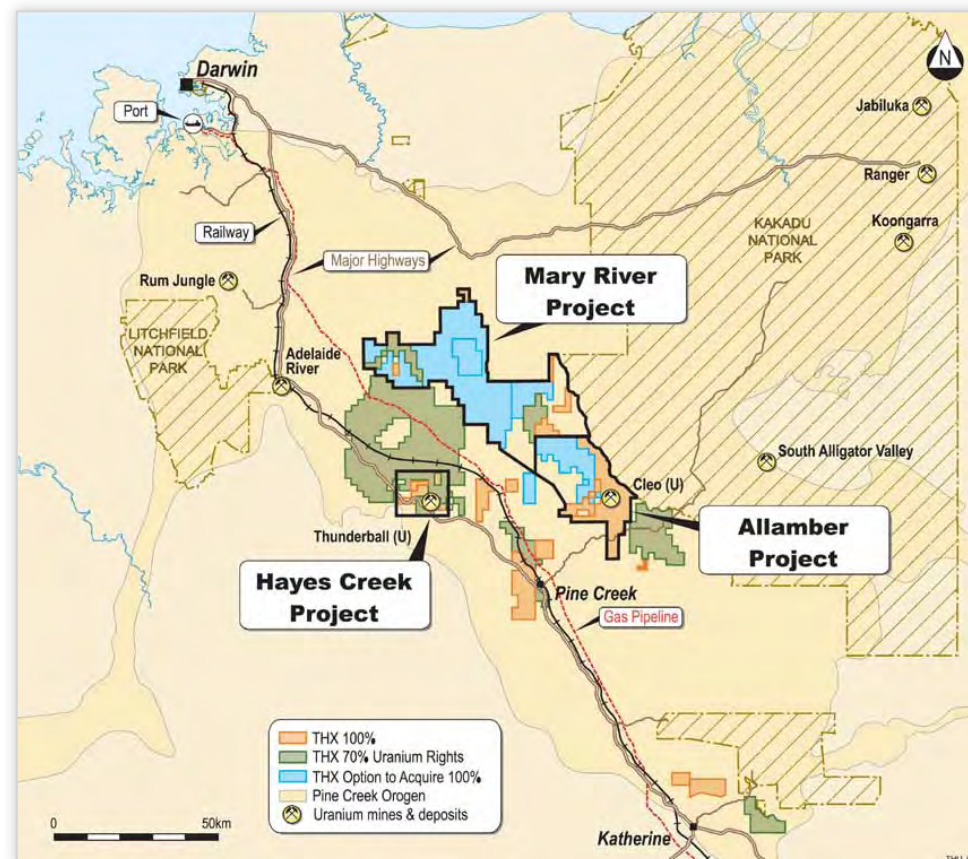 Darwin
Port
N
Jabiluka
Ranger
Koongarra
KAKADU
NATIONAL
PARK
Railway
Major Highways
Rum Jungle
Mary River
Project
LITCHFIELD
NATIONAL
PARK
Adelaide
River
South Alligator Valley
Cleo (U)
Thunderball (U)
Allamber
Project
Hayes Creek
Project
Pine Creek
Gas Pipeline
THX 100%
THX 70% Uranium Rights
THX Option to Acquire 100%
Pine Creek Orogen
Uranium mines & deposits
0 50km
Katherine